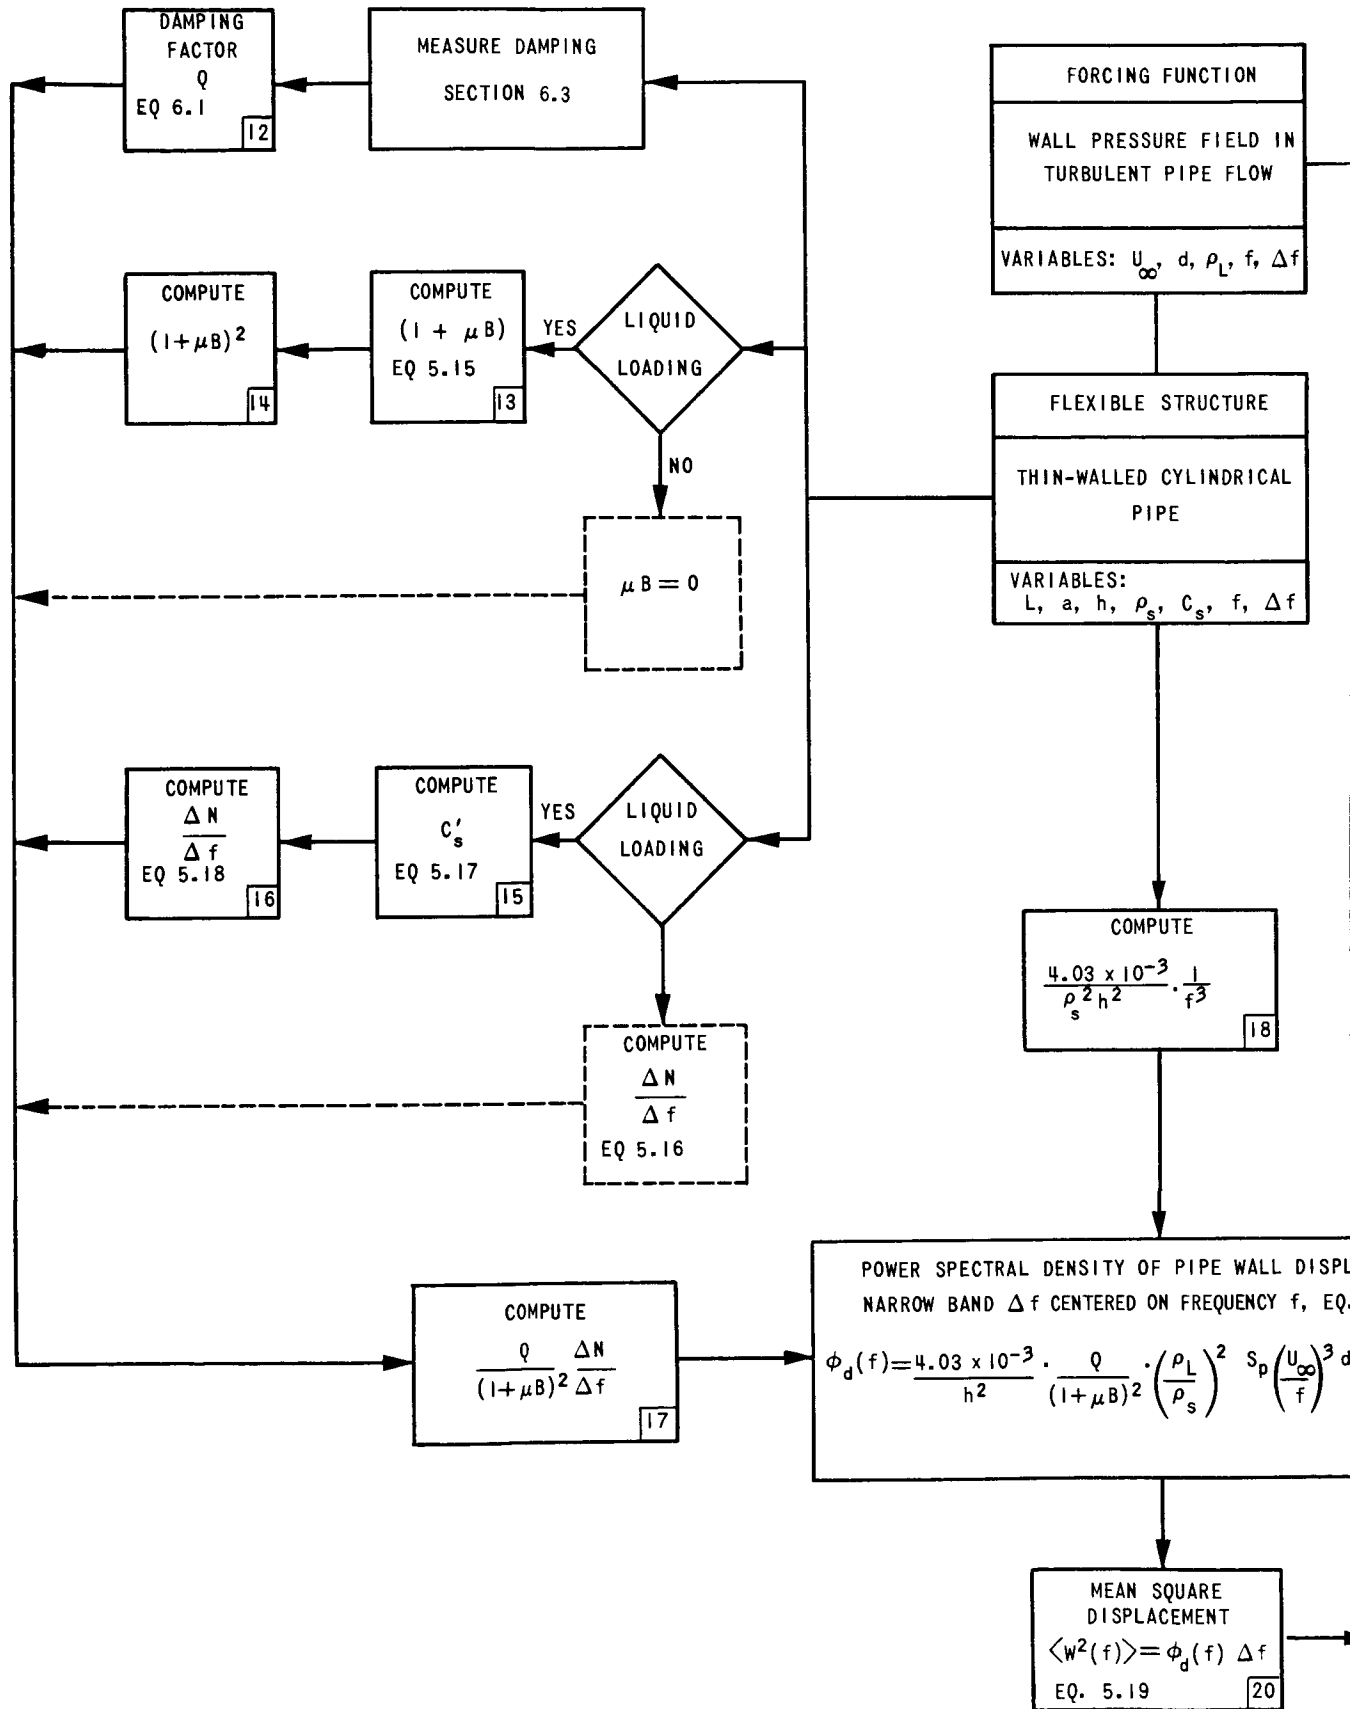 DAMPING
FACTOR
Q
EQ 6.1
12
MEASURE DAMPING
SECTION 6.3
FORCING FUNCTION
WALL PRESSURE FIELD IN
TURBULENT PIPE FLOW
VARIABLES: U∞, d, ρL, f, Δf
COMPUTE
(1+μB)²
14
COMPUTE
(1 + μB)
EQ 5.15
13
YES
LIQUID
LOADING
NO
μB = 0
FLEXIBLE STRUCTURE
THIN-WALLED CYLINDRICAL
PIPE
VARIABLES:
L, a, h, ρs, Cs, f, Δf
COMPUTE
ΔN
Δf
EQ 5.18
16
COMPUTE
Cs′
EQ 5.17
15
YES
LIQUID
LOADING
COMPUTE
ΔN
Δf
EQ 5.16
COMPUTE
4.03 x 10⁻³ / ρs² h² · 1 / f³
18
COMPUTE
Q / (1+μB)² · ΔN / Δf
17
POWER SPECTRAL DENSITY OF PIPE WALL DISPL
NARROW BAND Δf CENTERED ON FREQUENCY f, EQ.
φd(f) = 4.03 x 10⁻³ / h² · Q / (1+μB)² · (ρL / ρs)² Sp (U∞ / f)³ d
MEAN SQUARE
DISPLACEMENT
⟨W²(f)⟩ = φd(f) Δf
EQ. 5.19
20